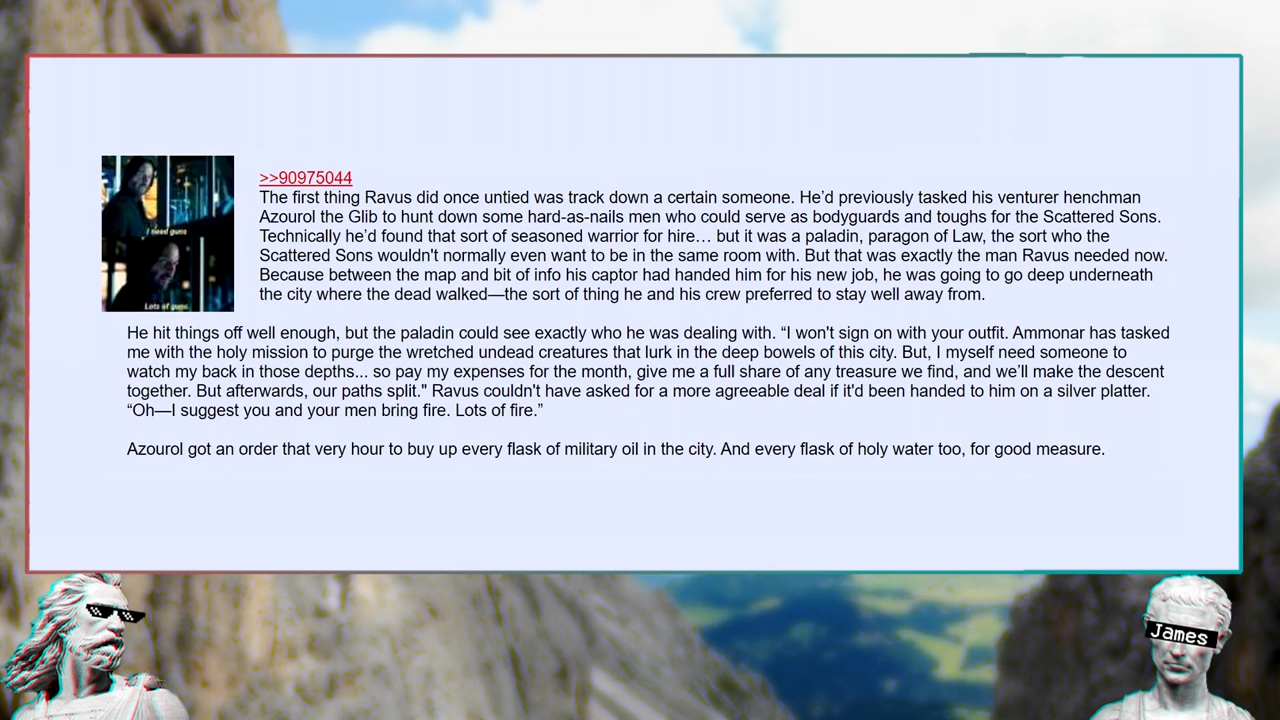 I need guns
Lots of guns
>>90975044
The first thing Ravus did once untied was track down a certain someone. He’d previously tasked his venturer henchman
Azourol the Glib to hunt down some hard-as-nails men who could serve as bodyguards and toughs for the Scattered Sons.
Technically he’d found that sort of seasoned warrior for hire… but it was a paladin, paragon of Law, the sort who the
Scattered Sons wouldn't normally even want to be in the same room with. But that was exactly the man Ravus needed now.
Because between the map and bit of info his captor had handed him for his new job, he was going to go deep underneath
the city where the dead walked—the sort of thing he and his crew preferred to stay well away from.
He hit things off well enough, but the paladin could see exactly who he was dealing with. “I won't sign on with your outfit. Ammonar has tasked
me with the holy mission to purge the wretched undead creatures that lurk in the deep bowels of this city. But, I myself need someone to
watch my back in those depths... so pay my expenses for the month, give me a full share of any treasure we find, and we’ll make the descent
together. But afterwards, our paths split." Ravus couldn't have asked for a more agreeable deal if it'd been handed to him on a silver platter.
“Oh—I suggest you and your men bring fire. Lots of fire.”
Azourol got an order that very hour to buy up every flask of military oil in the city. And every flask of holy water too, for good measure.
James